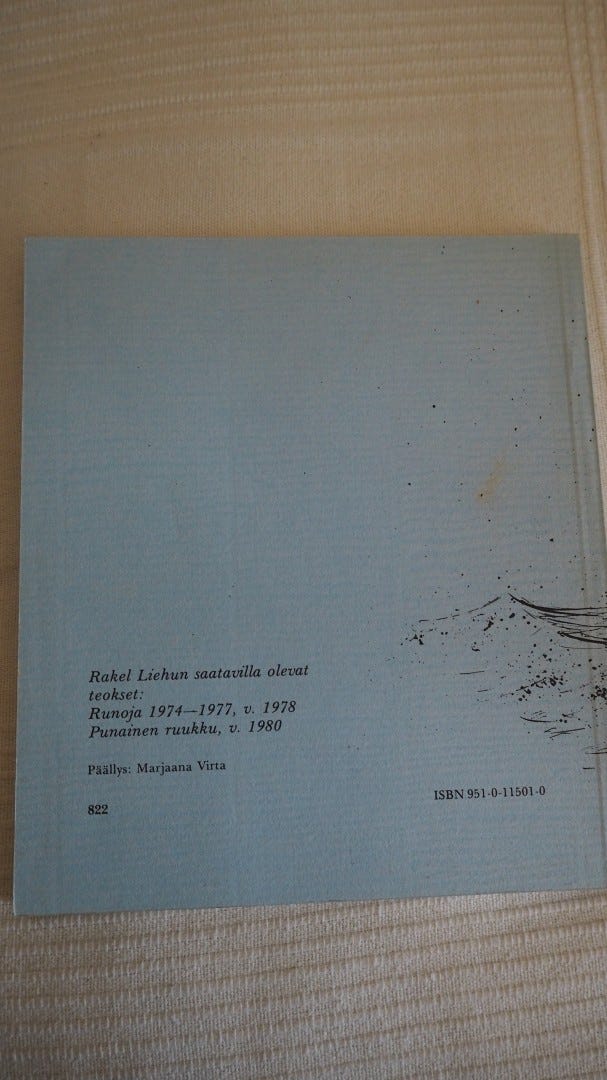 Rakel Liehun saatavilla olevat
teokset:
Runoja 1974—1977, v. 1978
Punainen ruukku, v. 1980
Päällys: Marjaana Virta
822
ISBN 951-0-11501-0